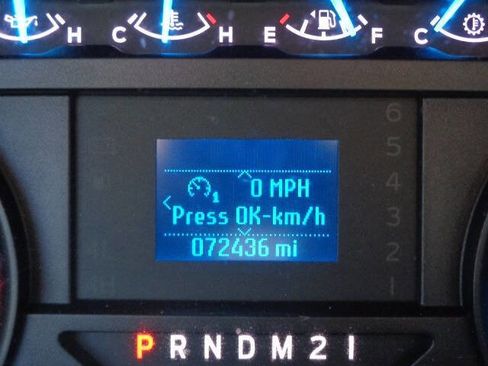 H C H E F C
6
5
4
3
2
1
0 MPH
Press OK-km/h
072436 mi
P R N D M 2 1